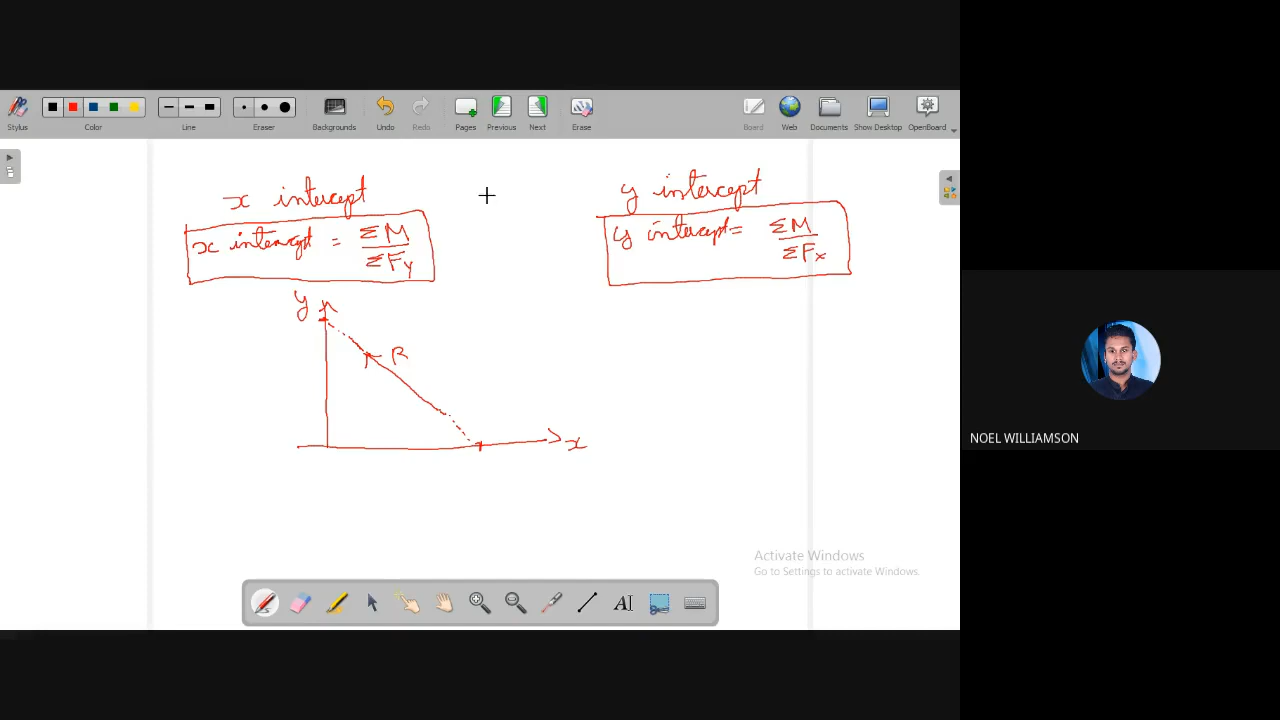 Stylus
Color
Line
Eraser
Backgrounds
Undo
Redo
Pages
Previous
Next
Erase
Board
Web
Documents
Show Desktop
OpenBoard
x intercept
x intercept = ΣM / ΣFy
y intercept
y intercept = ΣM / ΣFx
y
R
x
NOEL WILLIAMSON
Activate Windows
Go to Settings to activate Windows.
AI